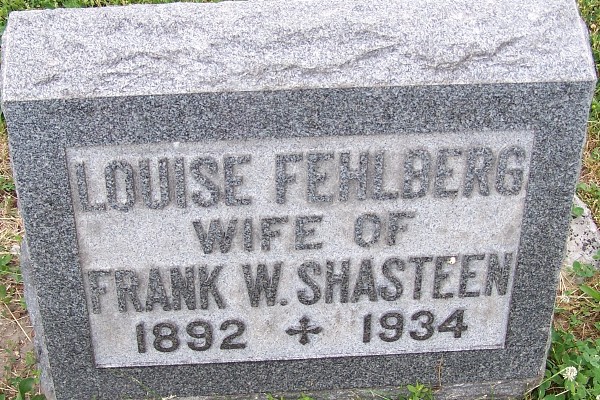 LOUISE FEHLBERG
WIFE OF
FRANK W. SHASTEEN
1892 ✢ 1934